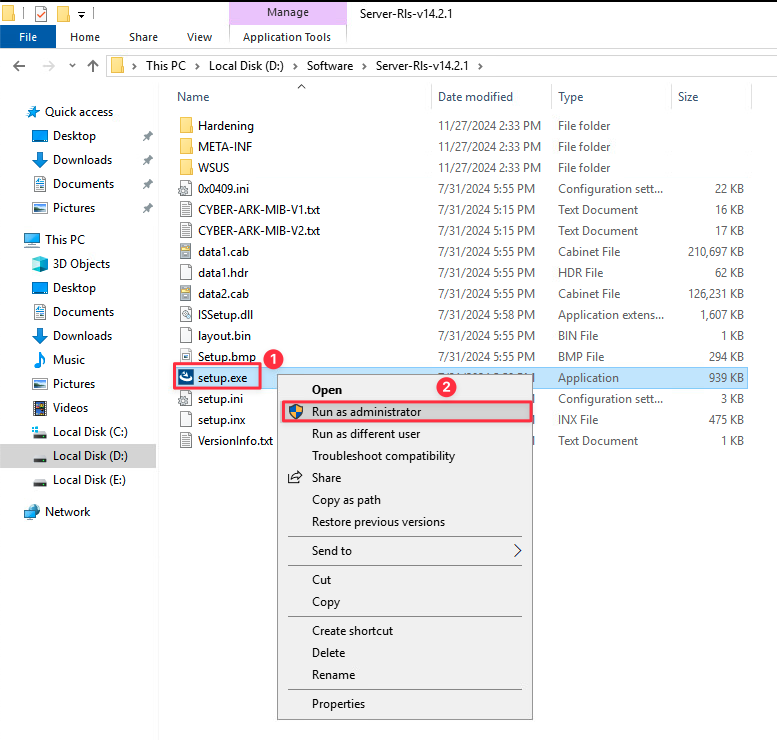 Manage
Server-RIs-v14.2.1
File Home Share View Application Tools
This PC Local Disk (D:) Software Server-RIs-v14.2.1
Name Date modified Type Size
Quick access
Desktop
Downloads
Documents
Pictures
This PC
3D Objects
Desktop
Documents
Downloads
Music
Pictures
Videos
Local Disk (C:)
Local Disk (D:)
Local Disk (E:)
Network
Hardening 11/27/2024 2:33 PM File folder
META-INF 11/27/2024 2:33 PM File folder
WSUS 11/27/2024 2:33 PM File folder
0x0409.ini 7/31/2024 5:55 PM Configuration sett... 22 KB
CYBER-ARK-MIB-V1.txt 7/31/2024 5:15 PM Text Document 16 KB
CYBER-ARK-MIB-V2.txt 7/31/2024 5:15 PM Text Document 17 KB
data1.cab 7/31/2024 5:55 PM Cabinet File 210,697 KB
data1.hdr 7/31/2024 5:55 PM HDR File 62 KB
data2.cab 7/31/2024 5:55 PM Cabinet File 126,231 KB
ISSetup.dll 7/31/2024 5:58 PM Application extens... 1,607 KB
layout.bin 7/31/2024 5:55 PM BIN File 1 KB
Setup.bmp 7/31/2024 5:55 PM BMP File 294 KB
1
setup.exe Application 939 KB
setup.ini Configuration sett... 3 KB
setup.inx INX File 475 KB
VersionInfo.txt Text Document 1 KB
Open
2
Run as administrator
Run as different user
Troubleshoot compatibility
Share
Copy as path
Restore previous versions
Send to
Cut
Copy
Create shortcut
Delete
Rename
Properties